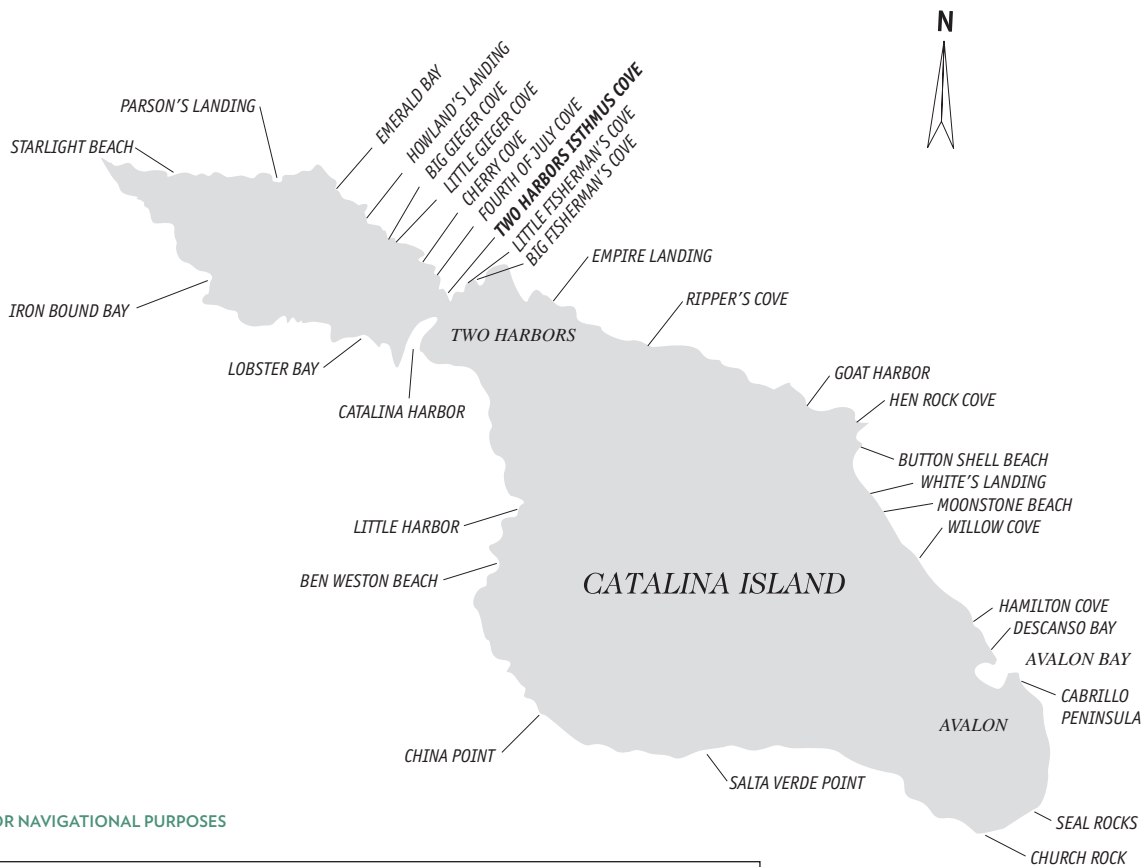 N
EMERALD BAY
HOWLAND'S LANDING
BIG GIEGER COVE
LITTLE GIEGER COVE
CHERRY COVE
FOURTH OF JULY COVE
TWO HARBORS ISTHMUS COVE
LITTLE FISHERMAN'S COVE
BIG FISHERMAN'S COVE
PARSON'S LANDING
STARLIGHT BEACH
EMPIRE LANDING
RIPPER'S COVE
IRON BOUND BAY
TWO HARBORS
LOBSTER BAY
CATALINA HARBOR
GOAT HARBOR
HEN ROCK COVE
BUTTON SHELL BEACH
WHITE'S LANDING
MOONSTONE BEACH
WILLOW COVE
LITTLE HARBOR
BEN WESTON BEACH
CATALINA ISLAND
HAMILTON COVE
DESCANSO BAY
AVALON BAY
CABRILLO
PENINSULA
AVALON
CHINA POINT
SALTA VERDE POINT
SEAL ROCKS
CHURCH ROCK
OR NAVIGATIONAL PURPOSES